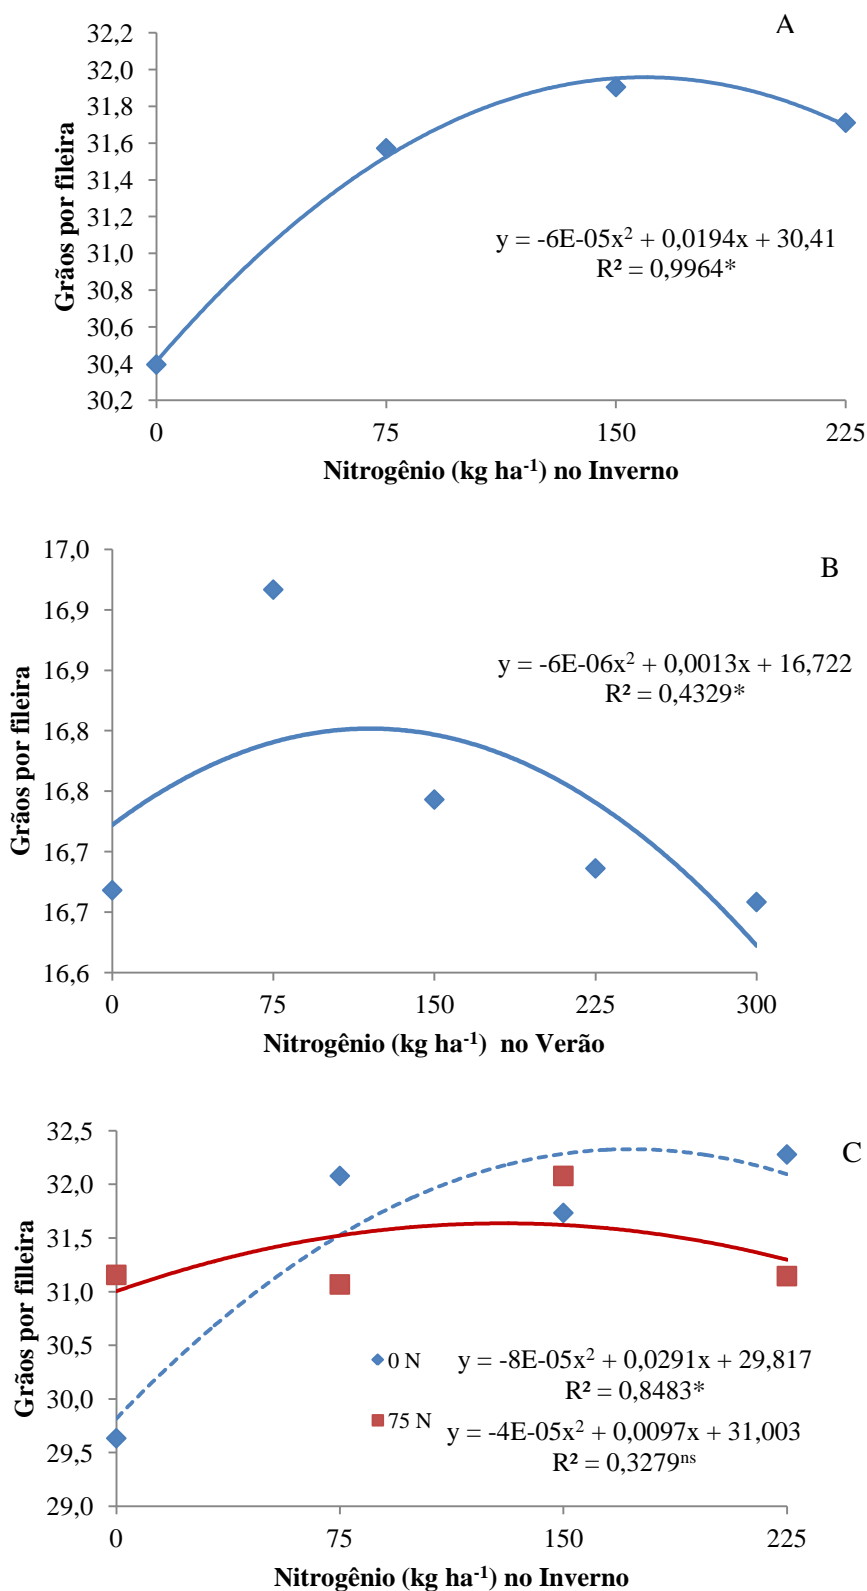 A
32,2
32,0
31,8
31,6
31,4
31,2
31,0
30,8
30,6
30,4
30,2
Grãos por fileira
y = -6E-05x² + 0,0194x + 30,41
R² = 0,9964*
0 75 150 225
Nitrogênio (kg ha⁻¹) no Inverno
B
17,0
16,9
16,9
16,8
16,8
16,7
16,7
16,6
Grãos por fileira
y = -6E-06x² + 0,0013x + 16,722
R² = 0,4329*
0 75 150 225 300
Nitrogênio (kg ha⁻¹) no Verão
C
32,5
32,0
31,5
31,0
30,5
30,0
29,5
29,0
Grãos por filleira
0 N y = -8E-05x² + 0,0291x + 29,817
R² = 0,8483*
75 N y = -4E-05x² + 0,0097x + 31,003
R² = 0,3279ⁿˢ
0 75 150 225
Nitrogênio (kg ha⁻¹) no Inverno